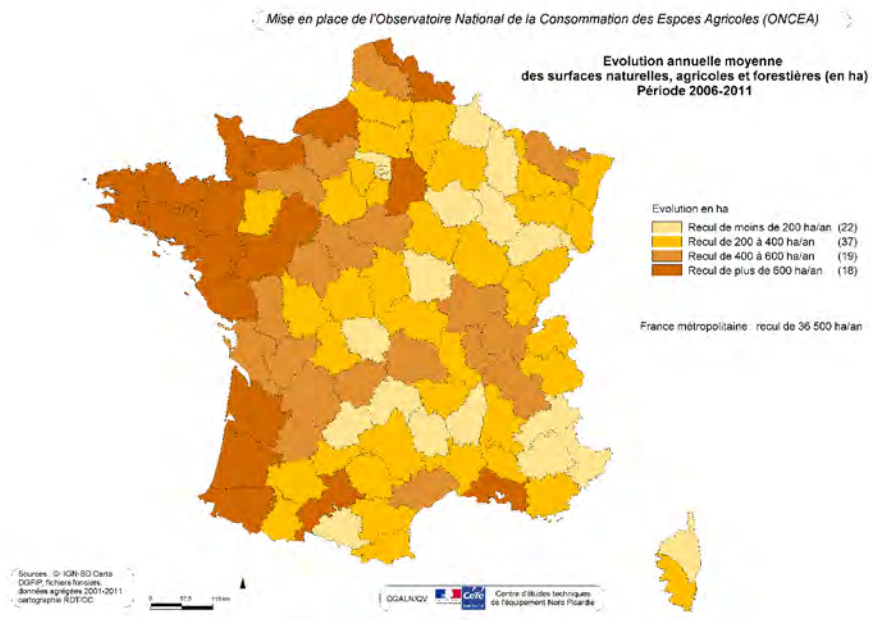 Mise en place de l'Observatoire National de la Consommation des Espces Agricoles (ONCEA)
Evolution annuelle moyenne
des surfaces naturelles, agricoles et forestières (en ha)
Période 2006-2011
Evolution en ha
Recul de moins de 200 ha/an (22)
Recul de 200 à 400 ha/an (37)
Recul de 400 à 600 ha/an (19)
Recul de plus de 600 ha/an (18)
France métropolitaine : recul de 36 500 ha/an
Sources : © IGN-BD Carto
DGFIP, fichiers fonciers,
données agrégées 2001-2011
cartographie RDT/OC
0 57,5 115 km
DGALN/QV
CeTe
Centre d'études techniques
de l'équipement Nord Picardie